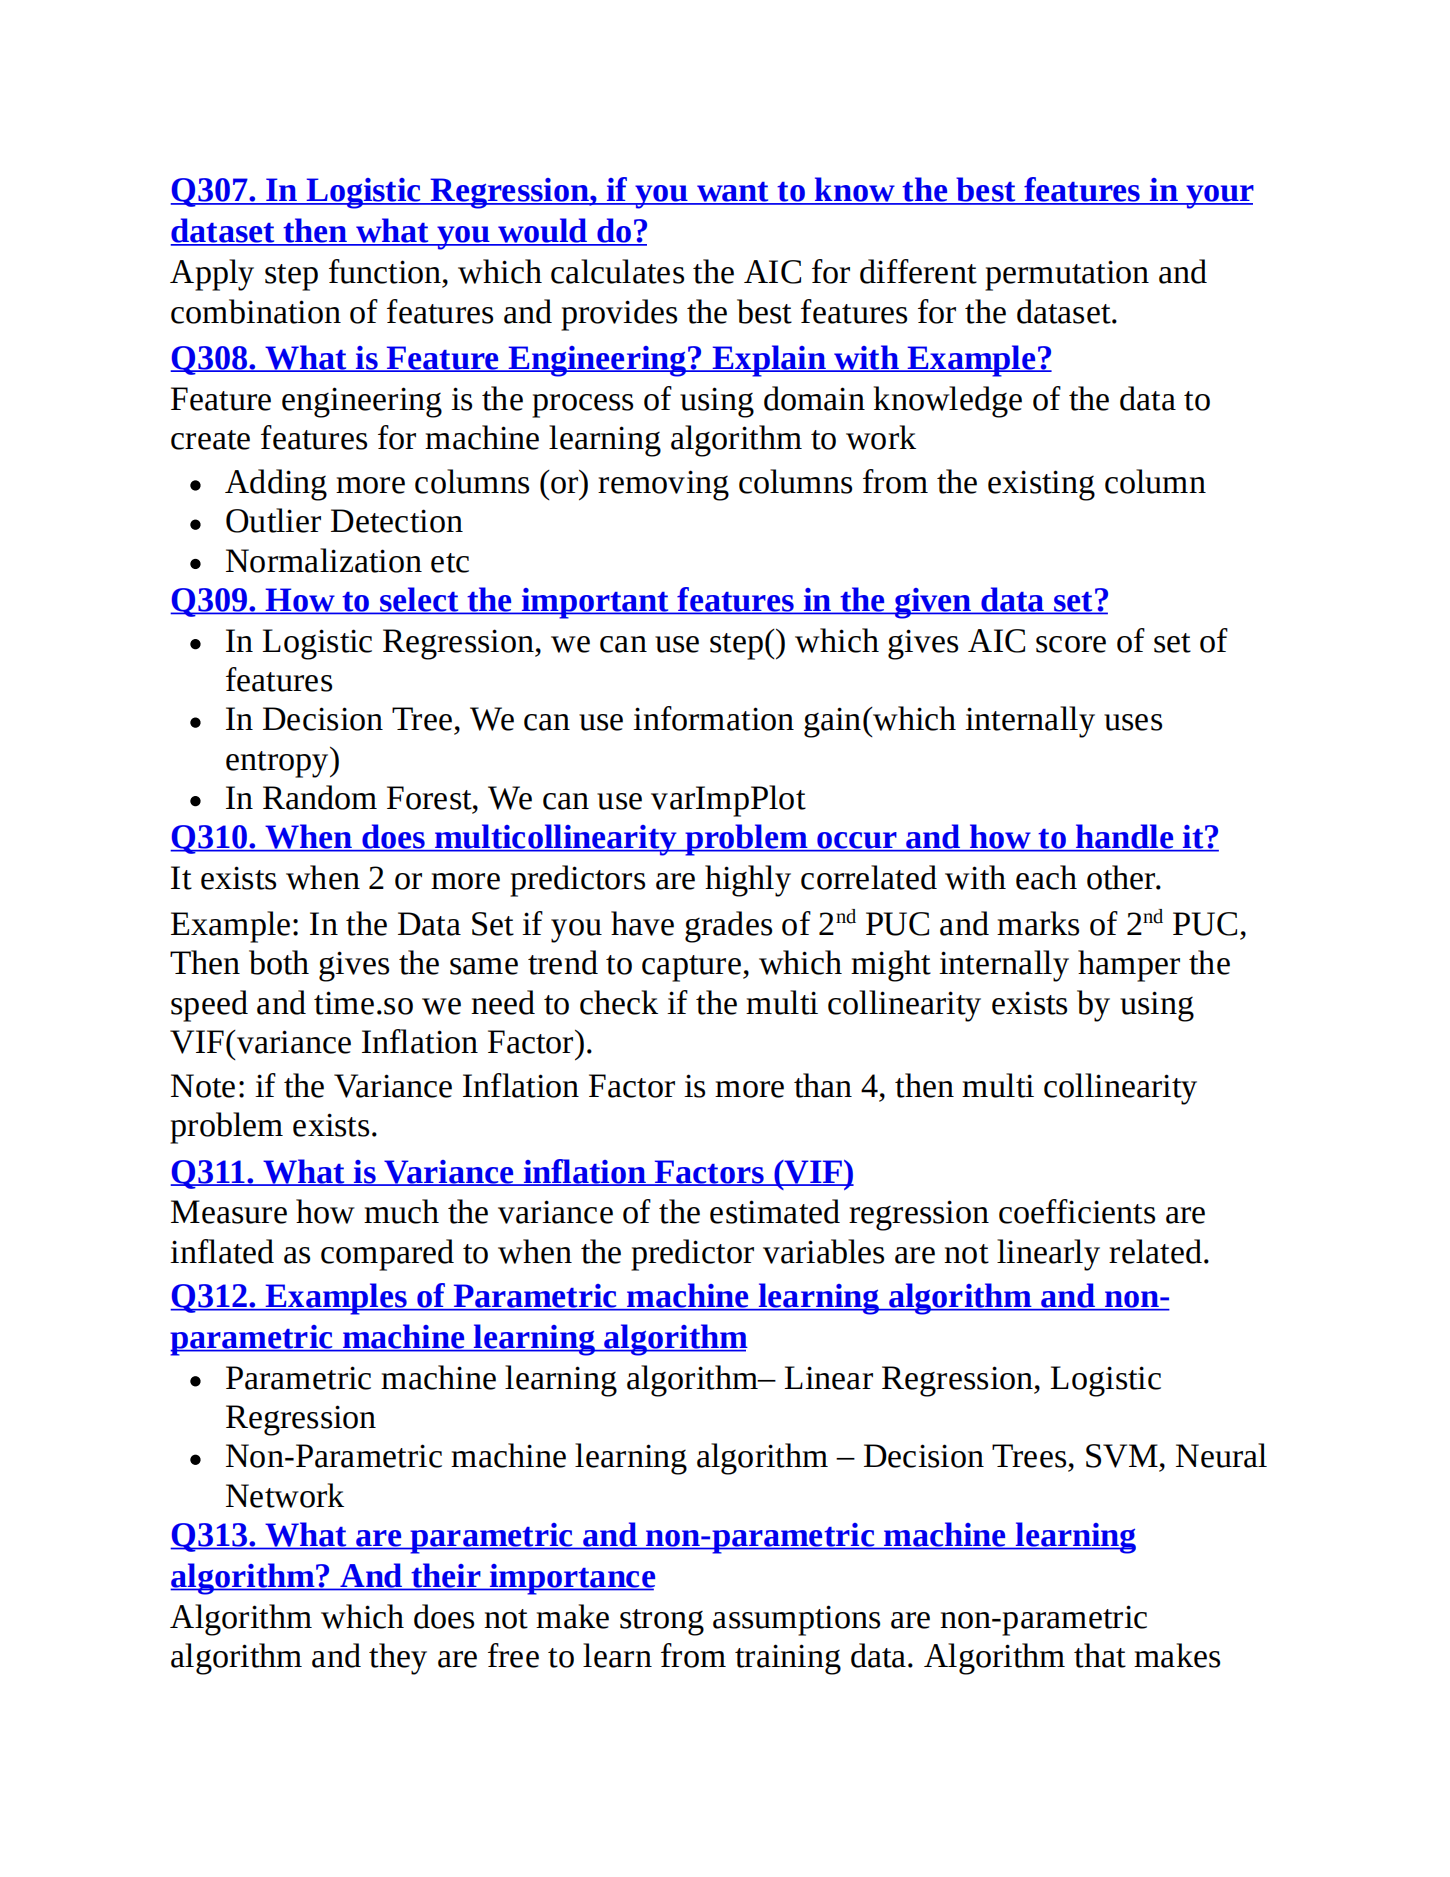 Q307. In Logistic Regression, if you want to know the best features in your
dataset then what you would do?
Apply step function, which calculates the AIC for different permutation and
combination of features and provides the best features for the dataset.
Q308. What is Feature Engineering? Explain with Example?
Feature engineering is the process of using domain knowledge of the data to
create features for machine learning algorithm to work
• Adding more columns (or) removing columns from the existing column
• Outlier Detection
• Normalization etc
Q309. How to select the important features in the given data set?
• In Logistic Regression, we can use step() which gives AIC score of set of
features
• In Decision Tree, We can use information gain(which internally uses
entropy)
• In Random Forest, We can use varImpPlot
Q310. When does multicollinearity problem occur and how to handle it?
It exists when 2 or more predictors are highly correlated with each other.
Example: In the Data Set if you have grades of 2nd PUC and marks of 2nd PUC,
Then both gives the same trend to capture, which might internally hamper the
speed and time.so we need to check if the multi collinearity exists by using
VIF(variance Inflation Factor).
Note: if the Variance Inflation Factor is more than 4, then multi collinearity
problem exists.
Q311. What is Variance inflation Factors (VIF)
Measure how much the variance of the estimated regression coefficients are
inflated as compared to when the predictor variables are not linearly related.
Q312. Examples of Parametric machine learning algorithm and non-
parametric machine learning algorithm
• Parametric machine learning algorithm– Linear Regression, Logistic
Regression
• Non-Parametric machine learning algorithm – Decision Trees, SVM, Neural
Network
Q313. What are parametric and non-parametric machine learning
algorithm? And their importance
Algorithm which does not make strong assumptions are non-parametric
algorithm and they are free to learn from training data. Algorithm that makes